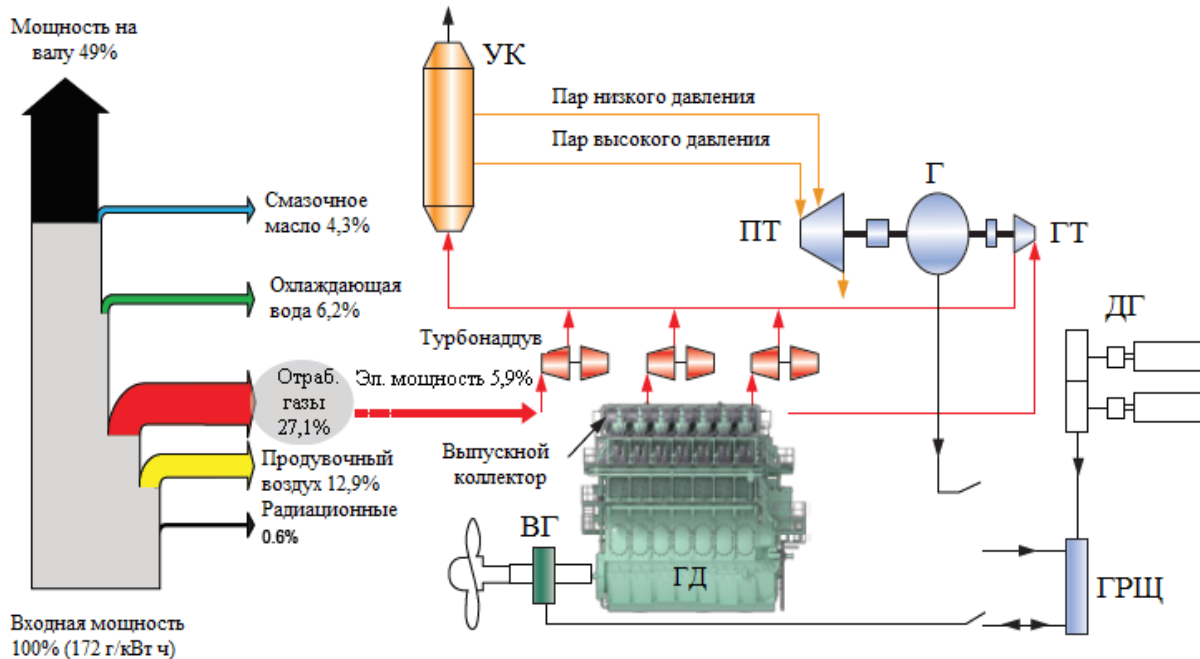 Мощность на
валу 49%
Смазочное
масло 4,3%
Охлаждающая
вода 6,2%
Отраб.
газы
27,1%
Эл. мощность 5,9%
Продувочный
воздух 12,9%
Радиационные
0.6%
Входная мощность
100% (172 г/кВт ч)
УК
Пар низкого давления
Пар высокого давления
Г
ПТ
ГТ
Турбонаддув
ДГ
Выпускной
коллектор
ВГ
ГД
ГРЩ